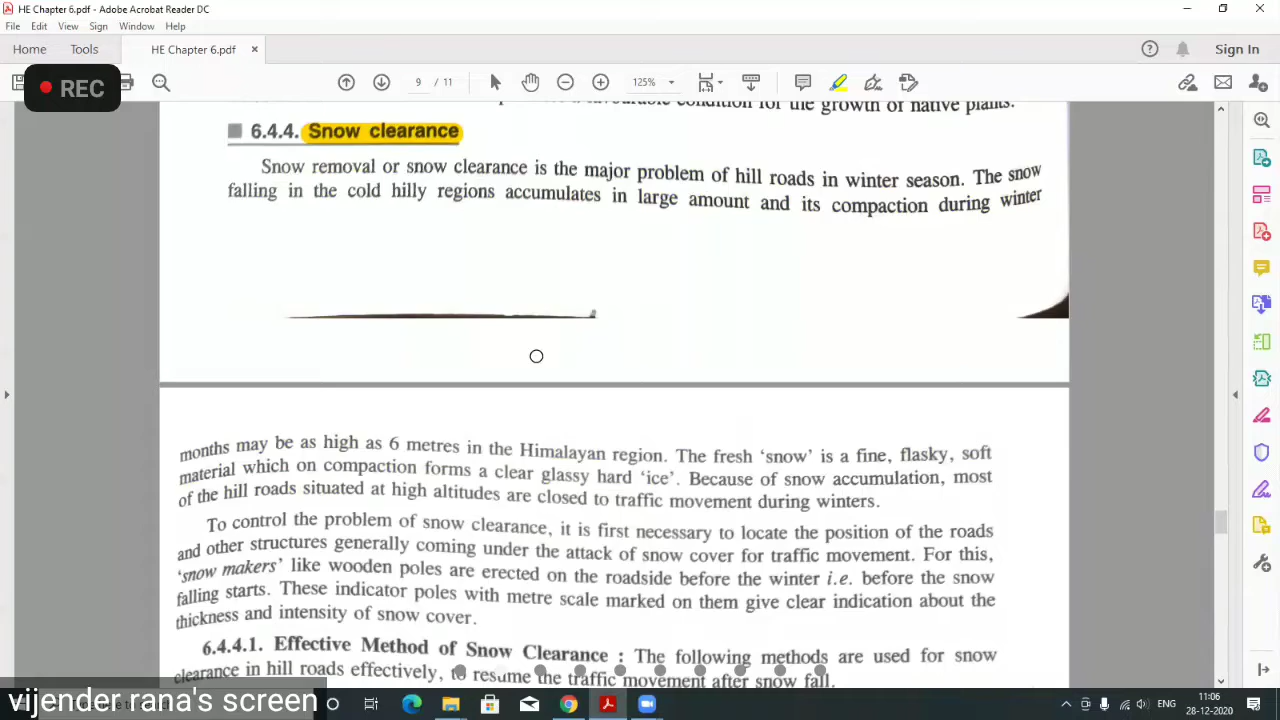 HE Chapter 6.pdf - Adobe Acrobat Reader DC
File Edit View Sign Window Help
Home Tools HE Chapter 6.pdf × Sign In
REC 9 / 11 125%
condition for the growth of native plants.
6.4.4. Snow clearance
Snow removal or snow clearance is the major problem of hill roads in winter season. The snow
falling in the cold hilly regions accumulates in large amount and its compaction during winter
months may be as high as 6 metres in the Himalayan region. The fresh ‘snow’ is a fine, flasky, soft
material which on compaction forms a clear glassy hard ‘ice’. Because of snow accumulation, most
of the hill roads situated at high altitudes are closed to traffic movement during winters.
To control the problem of snow clearance, it is first necessary to locate the position of the roads
and other structures generally coming under the attack of snow cover for traffic movement. For this,
‘snow makers’ like wooden poles are erected on the roadside before the winter i.e. before the snow
falling starts. These indicator poles with metre scale marked on them give clear indication about the
thickness and intensity of snow cover.
6.4.4.1. Effective Method of Snow Clearance : The following methods are used for snow
clearance in hill roads effectively, to resume the traffic movement after snow fall.
vijender.rana's screen
ENG 11:06
28-12-2020